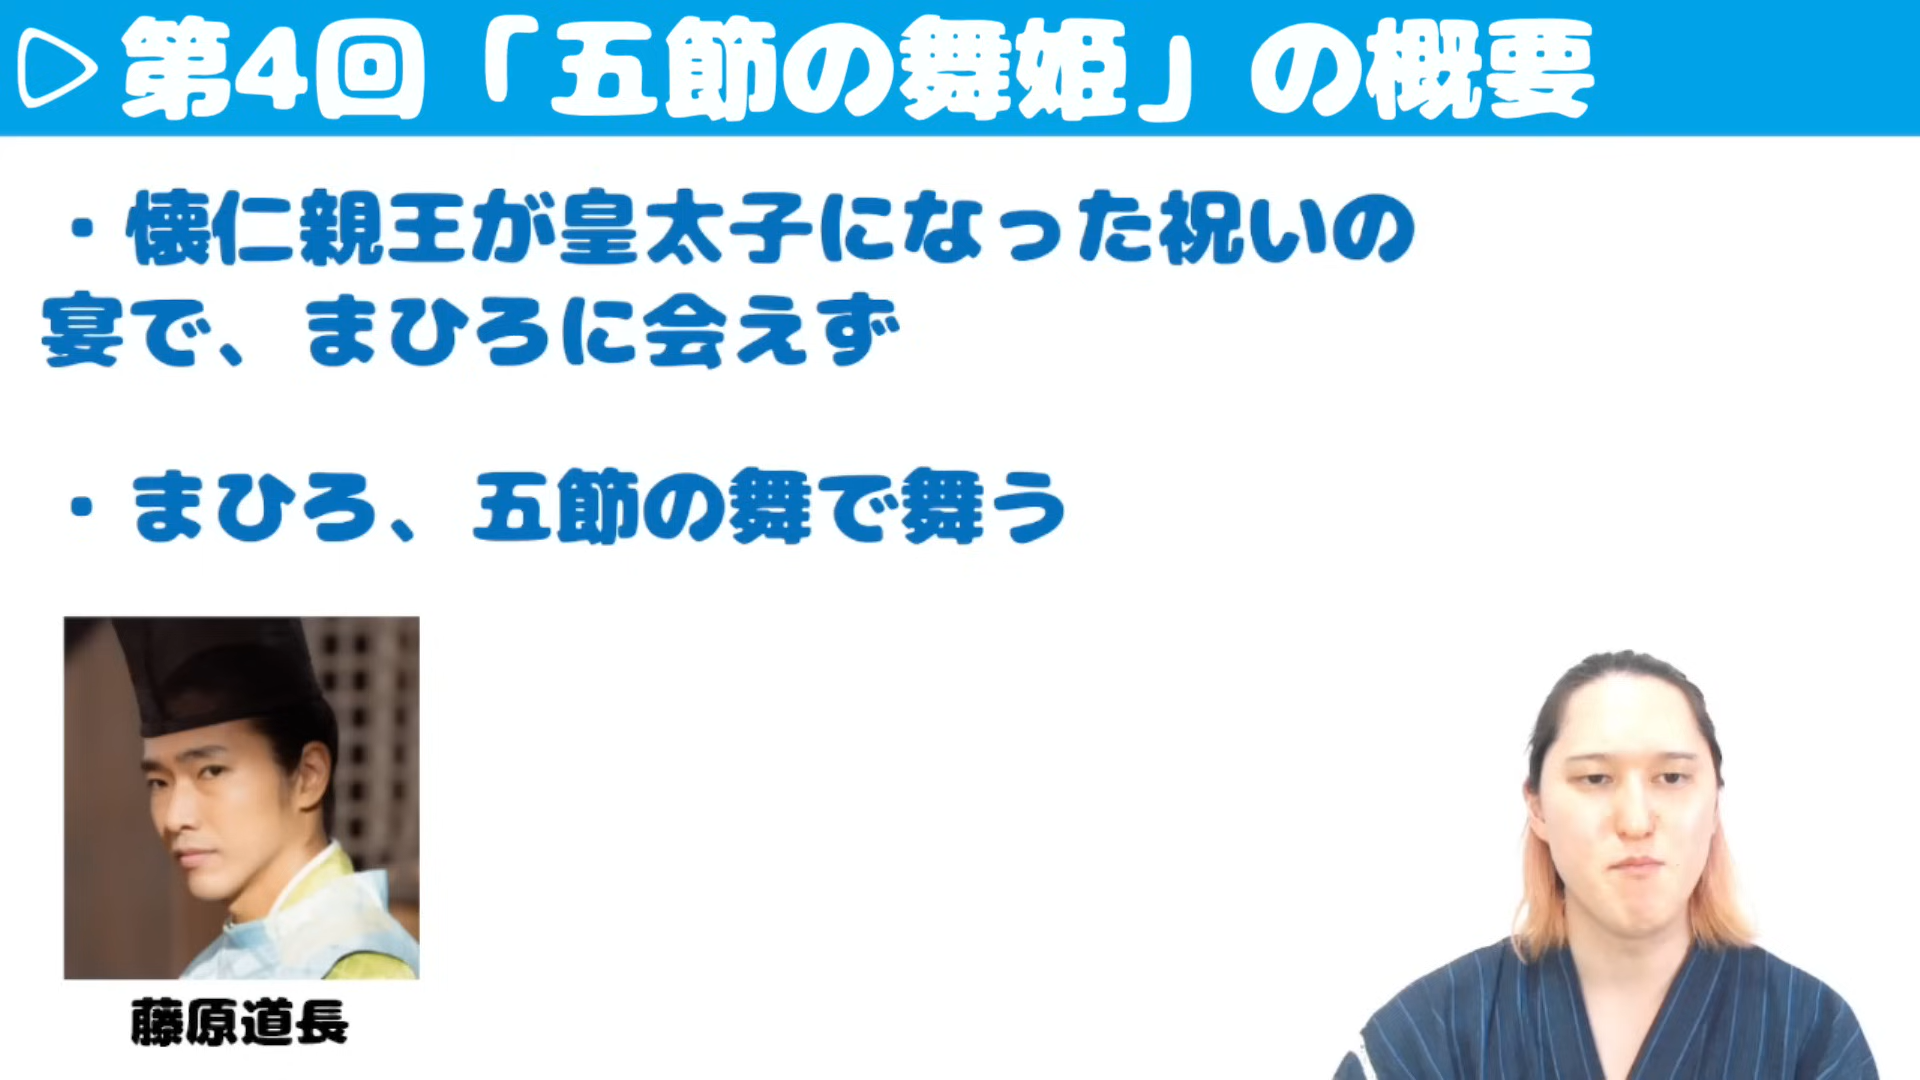 第4回「五節の舞姫」の概要
・懐仁親王が皇太子になった祝いの
宴で、まひろに会えず
・まひろ、五節の舞で舞う
藤原道長